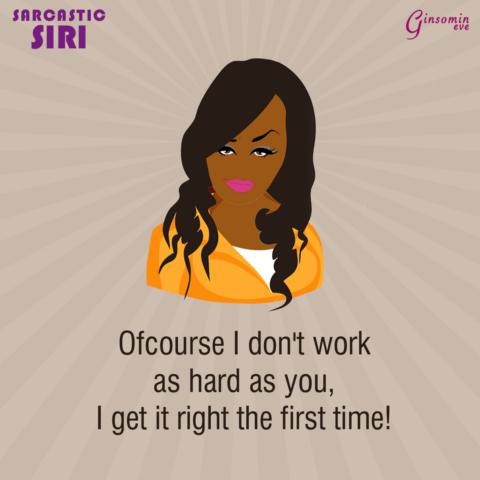 SARCASTIC
SIRI
Ginsomin
eve
Ofcourse I don't work
as hard as you,
I get it right the first time!